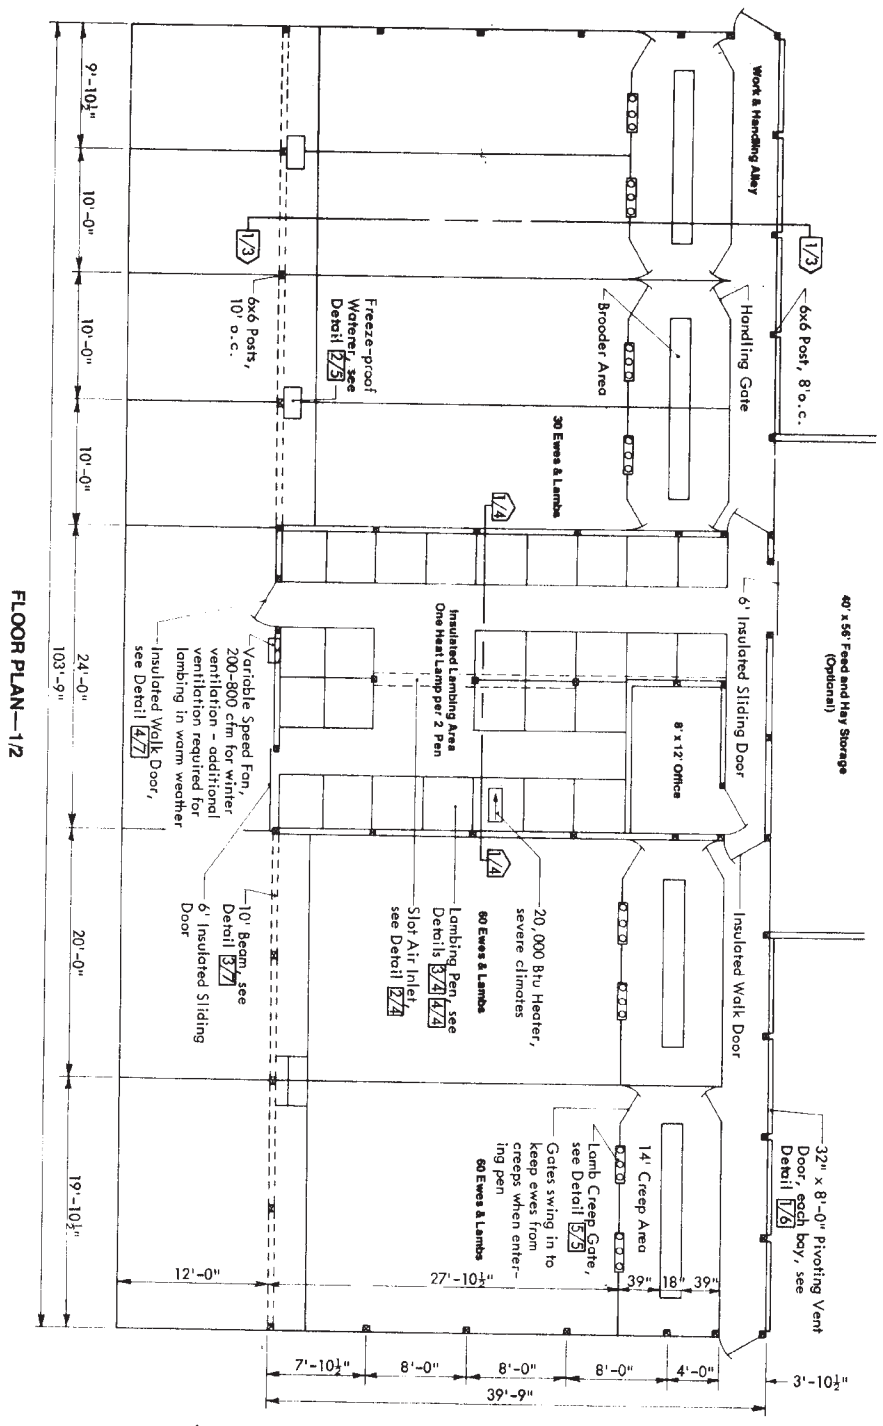 40' x 56' Feed and Hay Storage
(Optional)
Work & Handling Alley
1/3
6x6 Post, 8' o.c.
Handling Gate
Brooder Area
6' Insulated Sliding Door
8' x 12' Office
Insulated Walk Door
32" x 8'-0" Pivoting Vent
Door, each bay, see
Detail 1/6
30 Ewes & Lambs
1/4
Insulated Lambing Area
One Heat Lamp per 2 Pen
20,000 Btu Heater,
severe climates
60 Ewes & Lambs
Lambing Pen, see
Details 3/4 4/4
Slot Air Inlet,
see Detail 2/4
1/4
14' Creep Area
Lamb Creep Gate,
see Detail 5/5
Gates swing in to
keep ewes from
creeps when enter-
ing pen
60 Ewes & Lambs
Freeze-proof
Waterer, see
Detail 2/5
1/3
6x6 Posts,
10' o.c.
Variable Speed Fan,
200-800 cfm for winter
ventilation - additional
ventilation required for
lambing in warm weather
Insulated Walk Door,
see Detail 4/7
10' Beam, see
Detail 3/7
6' Insulated Sliding
Door
39" 18" 39"
27'-10½"
12'-0"
3'-10½"
4'-0"
8'-0"
8'-0"
8'-0"
7'-10½"
39'-9"
9'-10½"
10'-0"
10'-0"
10'-0"
24'-0"
20'-0"
19'-10½"
103'-9"
FLOOR PLAN—1/2